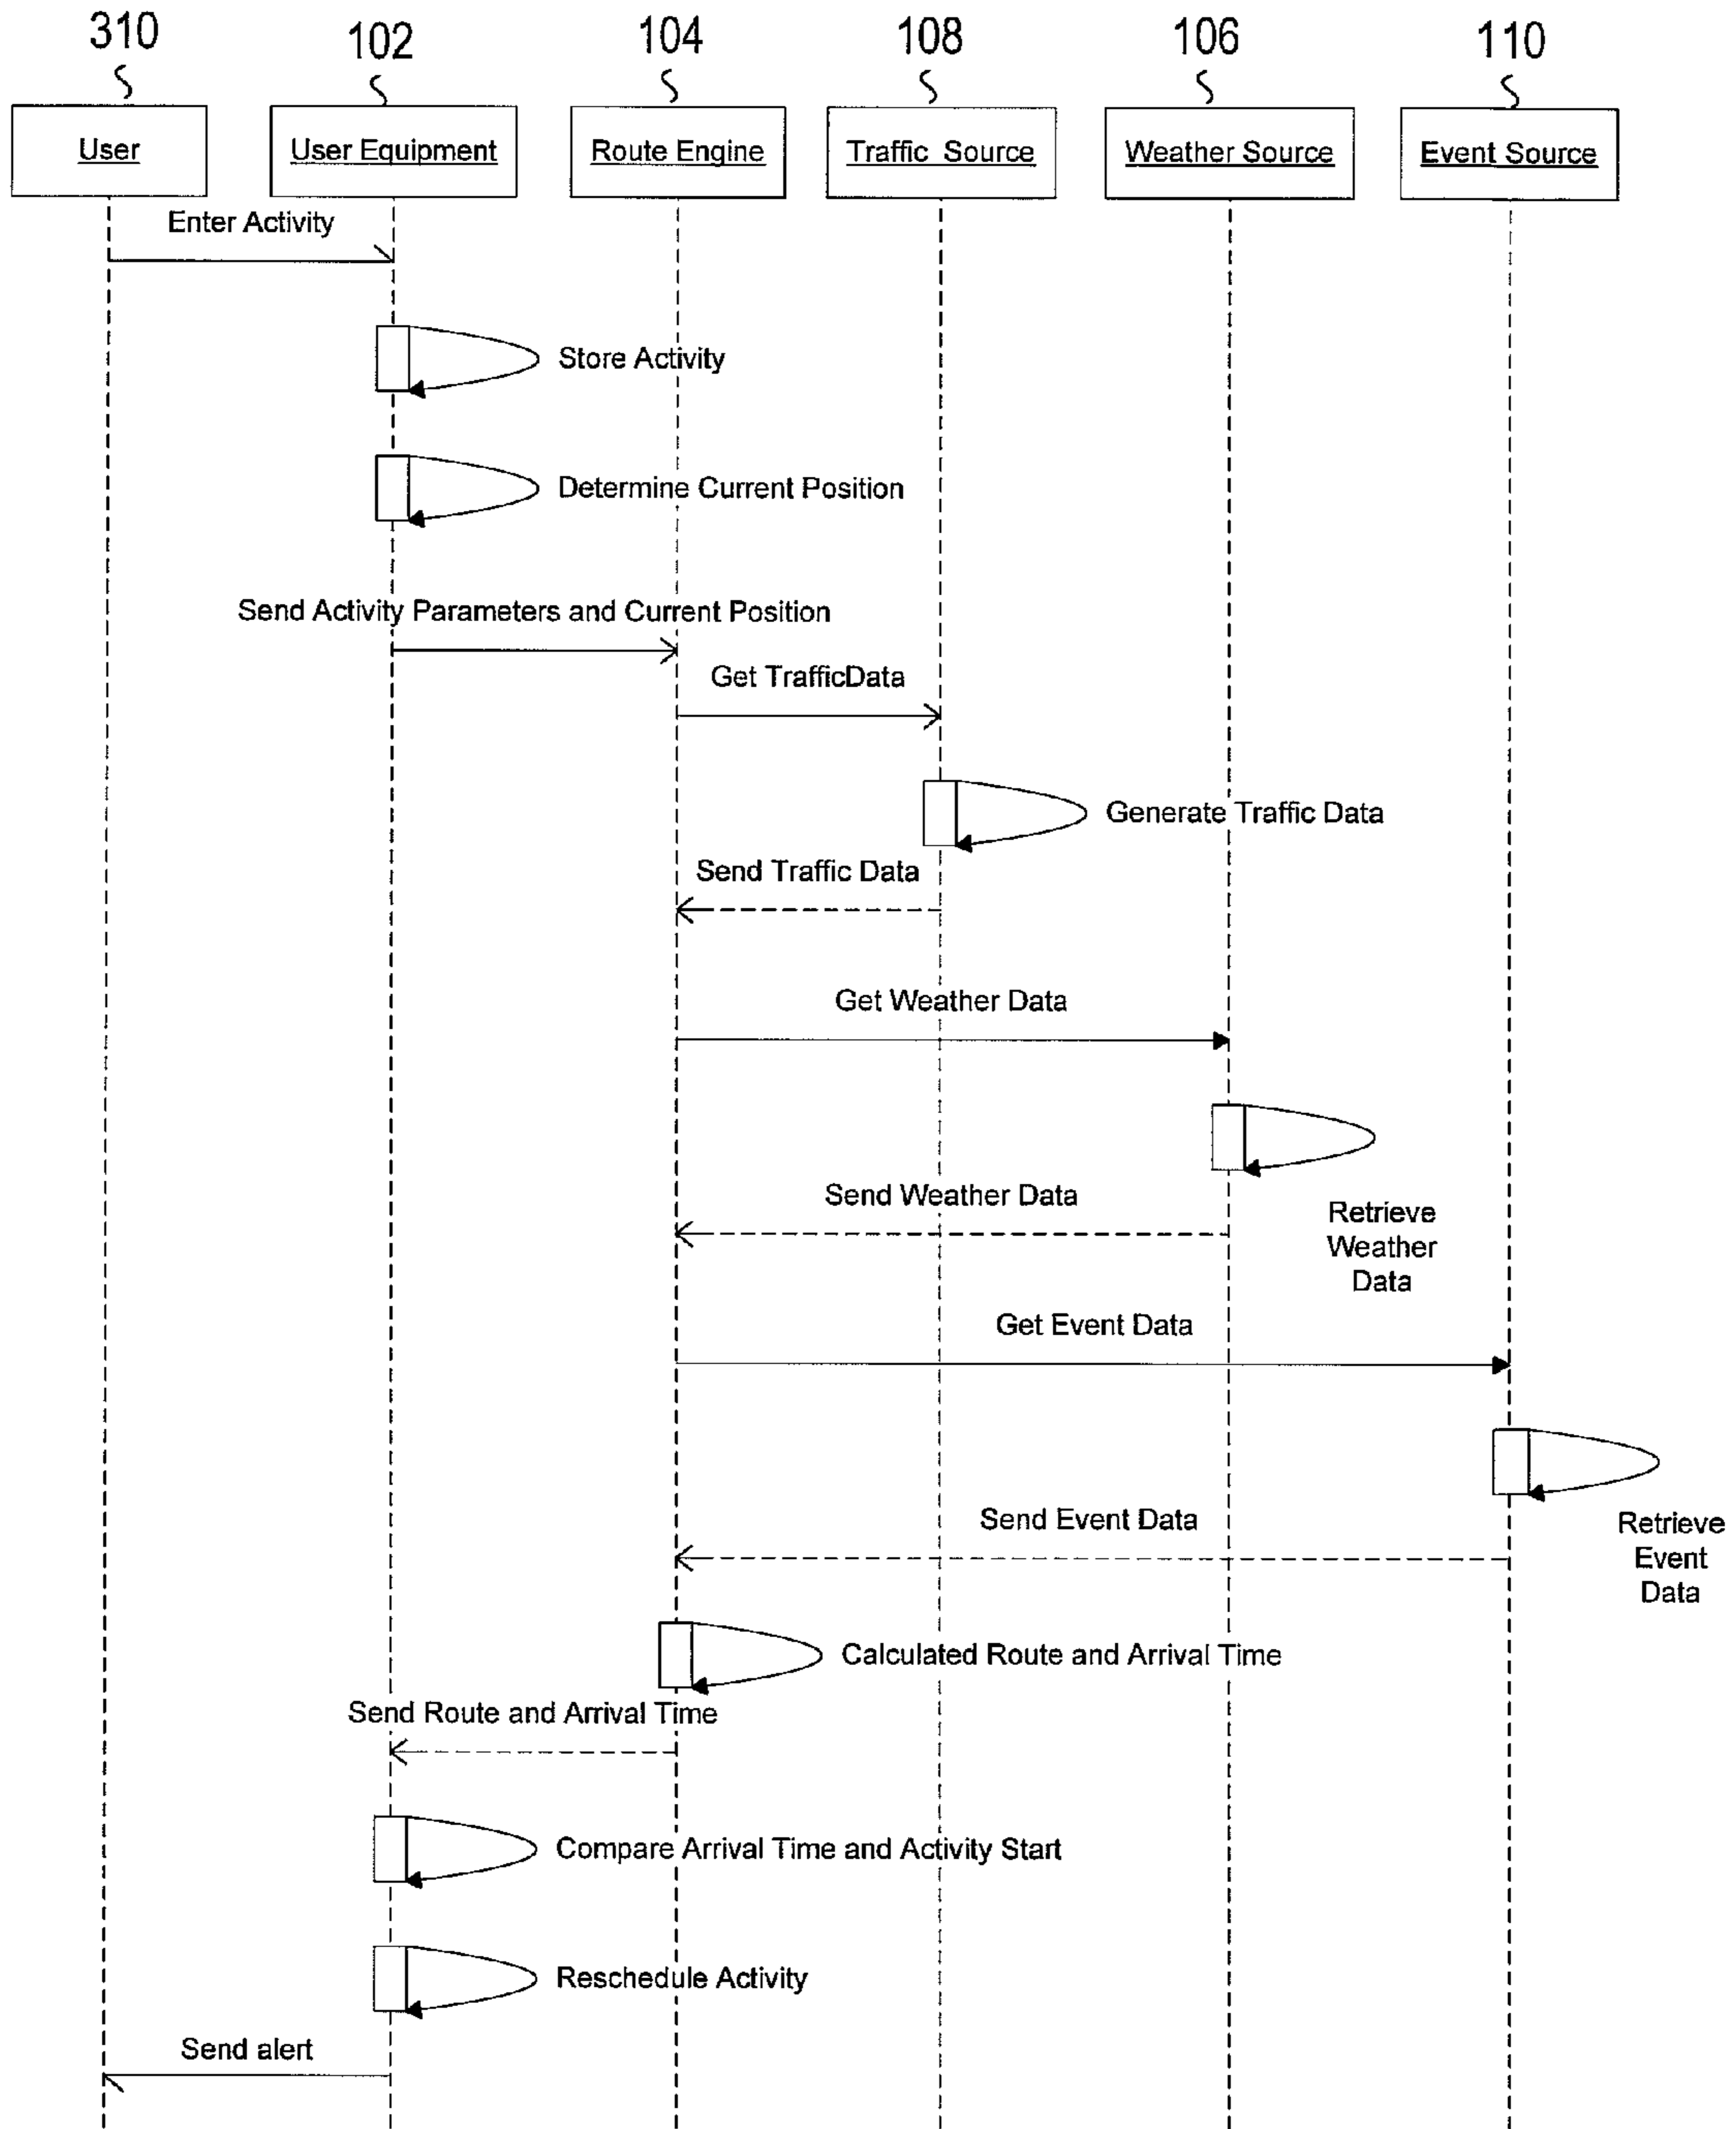 310
102
104
108
106
110
User
User Equipment
Route Engine
Traffic Source
Weather Source
Event Source
Enter Activity
Store Activity
Determine Current Position
Send Activity Parameters and Current Position
Get TrafficData
Generate Traffic Data
Send Traffic Data
Get Weather Data
Send Weather Data
Retrieve
Weather
Data
Get Event Data
Send Event Data
Retrieve
Event
Data
Calculated Route and Arrival Time
Send Route and Arrival Time
Compare Arrival Time and Activity Start
Reschedule Activity
Send alert